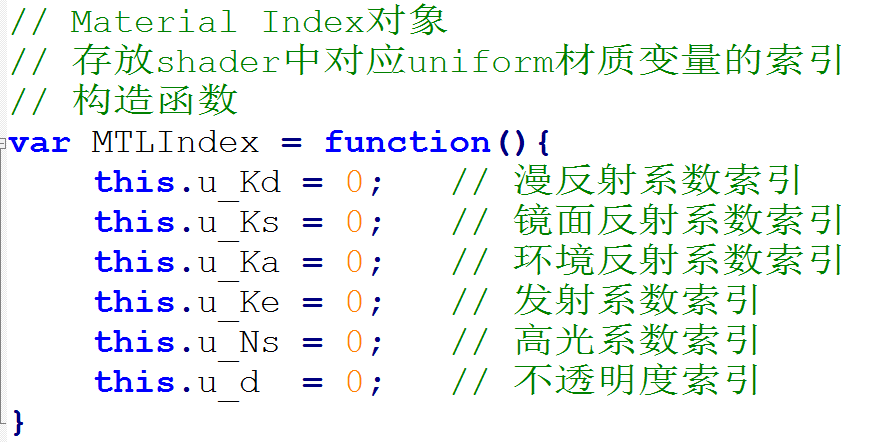 // Material Index对象
// 存放shader中对应uniform材质变量的索引
// 构造函数
var MTLIndex = function(){
    this.u_Kd = 0;   // 漫反射系数索引
    this.u_Ks = 0;   // 镜面反射系数索引
    this.u_Ka = 0;   // 环境反射系数索引
    this.u_Ke = 0;   // 发射系数索引
    this.u_Ns = 0;   // 高光系数索引
    this.u_d  = 0;   // 不透明度索引
}